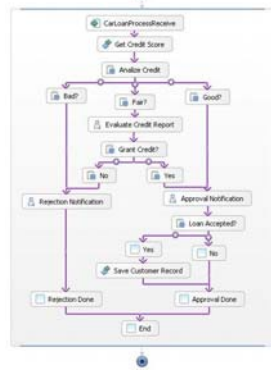 CarLoanProcessReceive
Get Credit Score
Analize Credit
Bad?
Fair?
Good?
Evaluate Credit Report
Grant Credit?
No
Yes
Rejection Notification
Approval Notification
Loan Accepted?
Yes
No
Save Customer Record
Rejection Done
Approval Done
End